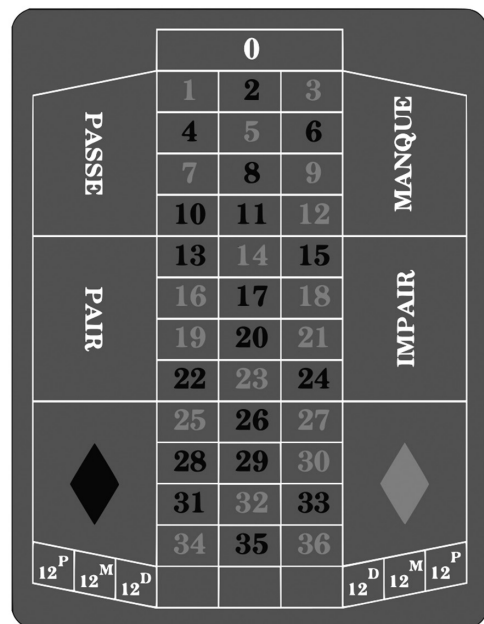 0
1 2 3
4 5 6
7 8 9
10 11 12
PASSE
MANQUE
13 14 15
16 17 18
19 20 21
22 23 24
PAIR
IMPAIR
25 26 27
28 29 30
31 32 33
34 35 36
12P 12M 12D
12D 12M 12P